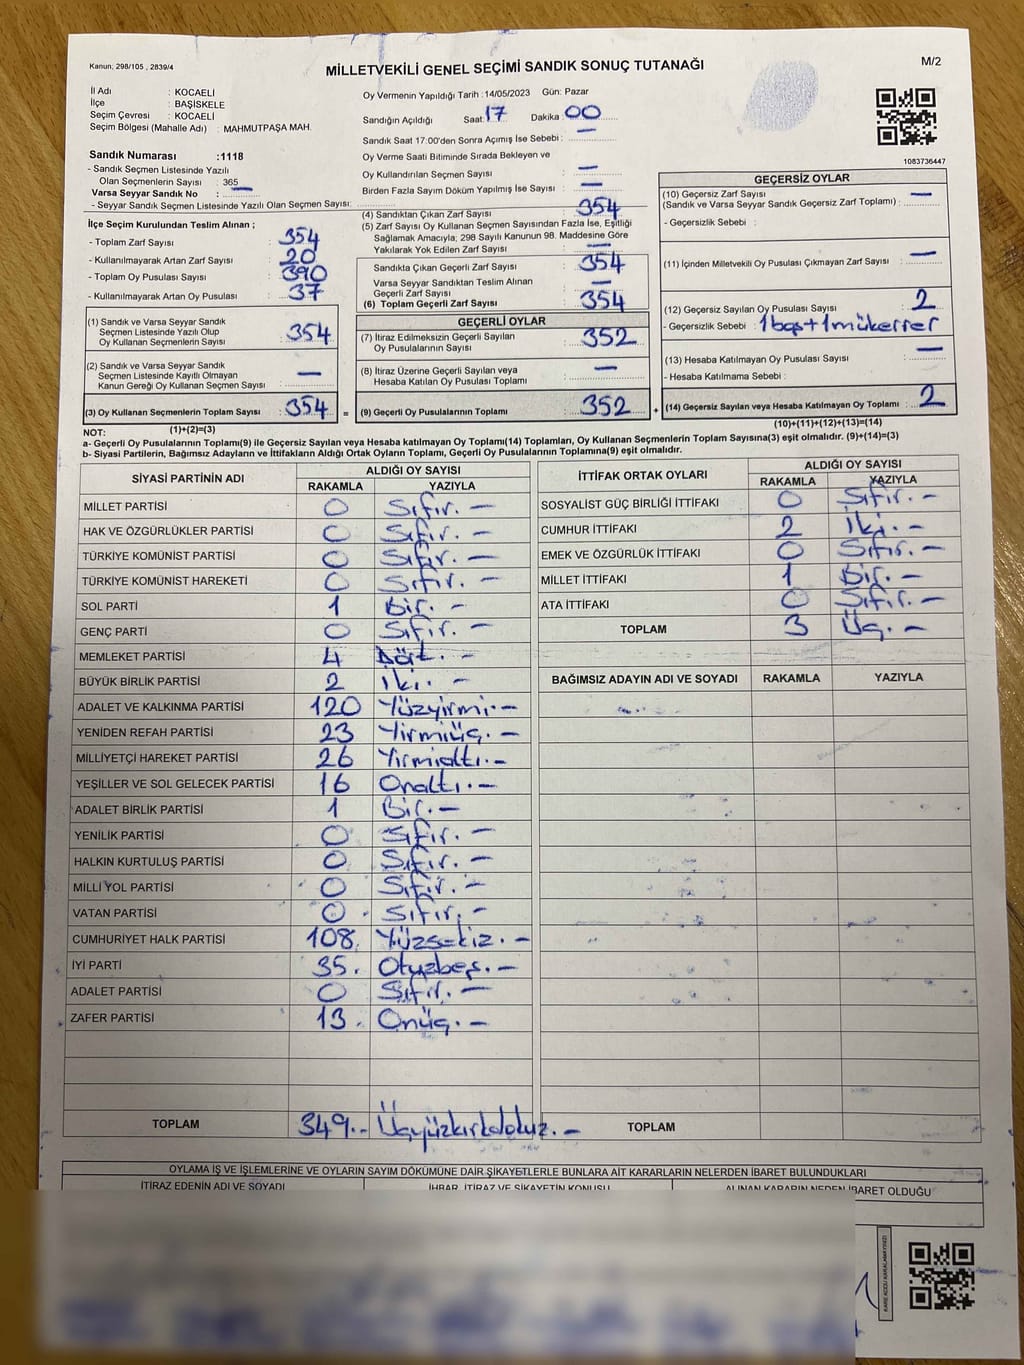 Kanun; 298/105 , 2839/4
MİLLETVEKİLİ GENEL SEÇİMİ SANDIK SONUÇ TUTANAĞI
M/2
İl Adı : KOCAELİ
İlçe : BAŞİSKELE
Seçim Çevresi : KOCAELİ
Seçim Bölgesi (Mahalle Adı) : MAHMUTPAŞA MAH.
Sandık Numarası :1118
- Sandık Seçmen Listesinde Yazılı
Olan Seçmenlerin Sayısı : 365
Varsa Seyyar Sandık No : —
- Seyyar Sandık Seçmen Listesinde Yazılı Olan Seçmen Sayısı:
Oy Vermenin Yapıldığı Tarih :14/05/2023 Gün: Pazar
Sandığın Açıldığı Saat: 17 Dakika: 00
Sandık Saat 17:00'den Sonra Açımış İse Sebebi : —
Oy Verme Saati Bitiminde Sırada Bekleyen ve
Oy Kullandırılan Seçmen Sayısı : —
Birden Fazla Sayım Döküm Yapılmış İse Sayısı : —
1083736447
İlçe Seçim Kurulundan Teslim Alınan ;
- Toplam Zarf Sayısı : 354
- Kullanılmayarak Artan Zarf Sayısı : 20
- Toplam Oy Pusulası Sayısı : 390
- Kullanılmayarak Artan Oy Pusulası : 37
(1) Sandık ve Varsa Seyyar Sandık
Seçmen Listesinde Yazılı Olup
Oy Kullanan Seçmenlerin Sayısı : 354
(2) Sandık ve Varsa Seyyar Sandık
Seçmen Listesinde Kayıtlı Olmayan
Kanun Gereği Oy Kullanan Seçmen Sayısı : —
(3) Oy Kullanan Seçmenlerin Toplam Sayısı : 354 =
(1)+(2)=(3)
(4) Sandıktan Çıkan Zarf Sayısı : 354
(5) Zarf Sayısı Oy Kullanan Seçmen Sayısından Fazla İse, Eşitliği
Sağlamak Amacıyla; 298 Sayılı Kanunun 98. Maddesine Göre
Yakılarak Yok Edilen Zarf Sayısı : —
Sandıkta Çıkan Geçerli Zarf Sayısı : 354
Varsa Seyyar Sandıktan Teslim Alınan
Geçerli Zarf Sayısı : —
(6) Toplam Geçerli Zarf Sayısı : 354
GEÇERLİ OYLAR
(7) İtiraz Edilmeksizin Geçerli Sayılan
Oy Pusulalarının Sayısı : 352
(8) İtiraz Üzerine Geçerli Sayılan veya
Hesaba Katılan Oy Pusulası Toplamı : —
(9) Geçerli Oy Pusulalarının Toplamı : 352 +
GEÇERSİZ OYLAR
(10) Geçersiz Zarf Sayısı
(Sandık ve Varsa Seyyar Sandık Geçersiz Zarf Toplamı) : —
- Geçersizlik Sebebi :
(11) İçinden Milletvekili Oy Pusulası Çıkmayan Zarf Sayısı : —
(12) Geçersiz Sayılan Oy Pusulası Sayısı : 2
- Geçersizlik Sebebi : 1boş+1mükerrer
(13) Hesaba Katılmayan Oy Pusulası Sayısı : —
- Hesaba Katılmama Sebebi :
(14) Geçersiz Sayılan veya Hesaba Katılmayan Oy Toplamı : 2
(10)+(11)+(12)+(13)=(14)
NOT:
a- Geçerli Oy Pusulalarının Toplamı(9) ile Geçersiz Sayılan veya Hesaba katılmayan Oy Toplamı(14) Toplamları, Oy Kullanan Seçmenlerin Toplam Sayısına(3) eşit olmalıdır. (9)+(14)=(3)
b- Siyasi Partilerin, Bağımsız Adayların ve İttifakların Aldığı Ortak Oyların Toplamı, Geçerli Oy Pusulalarının Toplamına(9) eşit olmalıdır.
SİYASİ PARTİNİN ADI ALDIĞI OY SAYISI
RAKAMLA YAZIYLA
MİLLET PARTİSİ 0 Sıfır. —
HAK VE ÖZGÜRLÜKLER PARTİSİ 0 Sıfır. —
TÜRKİYE KOMÜNİST PARTİSİ 0 Sıfır. —
TÜRKİYE KOMÜNİST HAREKETİ 0 Sıfır. —
SOL PARTİ 1 Bir. —
GENÇ PARTİ 0 Sıfır. —
MEMLEKET PARTİSİ 4 Dört. —
BÜYÜK BİRLİK PARTİSİ 2 İki. —
ADALET VE KALKINMA PARTİSİ 120 Yüzyirmi.—
YENİDEN REFAH PARTİSİ 23 Yirmiüç.—
MİLLİYETÇİ HAREKET PARTİSİ 26 Yirmialtı.—
YEŞİLLER VE SOL GELECEK PARTİSİ 16 Onaltı.—
ADALET BİRLİK PARTİSİ 1 Bir.—
YENİLİK PARTİSİ 0 Sıfır. —
HALKIN KURTULUŞ PARTİSİ 0 Sıfır. —
MİLLİ YOL PARTİSİ 0 Sıfır. —
VATAN PARTİSİ 0 Sıfır. —
CUMHURİYET HALK PARTİSİ 108. Yüzsekiz. —
İYİ PARTİ 35. Otuzbeş. —
ADALET PARTİSİ 0 Sıfır. —
ZAFER PARTİSİ 13. Onüç. —
TOPLAM 349.- Üçyüzkırkdokuz. —
İTTİFAK ORTAK OYLARI ALDIĞI OY SAYISI
RAKAMLA YAZIYLA
SOSYALİST GÜÇ BİRLİĞİ İTTİFAKI 0 Sıfır. —
CUMHUR İTTİFAKI 2 İki. —
EMEK VE ÖZGÜRLÜK İTTİFAKI 0 Sıfır. —
MİLLET İTTİFAKI 1 Bir. —
ATA İTTİFAKI 0 Sıfır. —
TOPLAM 3 Üç. —
BAĞIMSIZ ADAYIN ADI VE SOYADI RAKAMLA YAZIYLA
TOPLAM
OYLAMA İŞ VE İŞLEMLERİNE VE OYLARIN SAYIM DÖKÜMÜNE DAİR ŞİKAYETLERLE BUNLARA AİT KARARLARIN NELERDEN İBARET BULUNDUKLARI
İTİRAZ EDENİN ADI VE SOYADI İHBAR, İTİRAZ VE ŞİKAYETİN KONUSU ALINAN KARARIN NEDEN İBARET OLDUĞU
KARE KODU KARALAMAYINIZ!